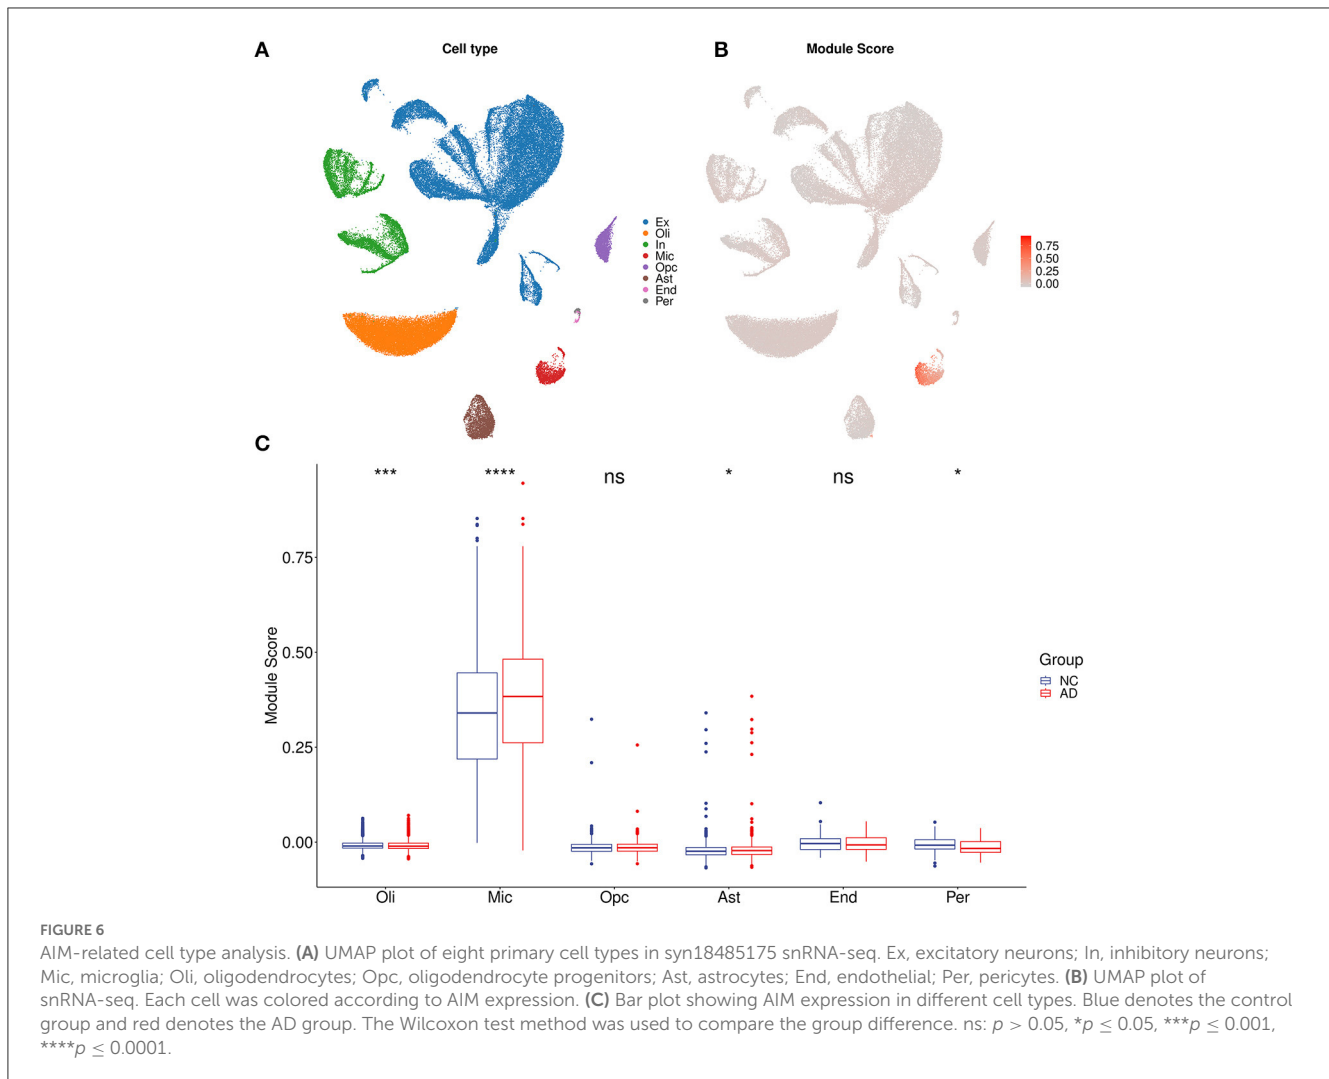 A
Cell type
B
Module Score
Ex
Oli
In
Mic
Opc
Ast
End
Per
0.75
0.50
0.25
0.00
C
***
****
ns
*
ns
*
0.75
0.50
0.25
0.00
Module Score
Oli
Mic
Opc
Ast
End
Per
Group
NC
AD
FIGURE 6
AIM-related cell type analysis. (A) UMAP plot of eight primary cell types in syn18485175 snRNA-seq. Ex, excitatory neurons; In, inhibitory neurons;
Mic, microglia; Oli, oligodendrocytes; Opc, oligodendrocyte progenitors; Ast, astrocytes; End, endothelial; Per, pericytes. (B) UMAP plot of
snRNA-seq. Each cell was colored according to AIM expression. (C) Bar plot showing AIM expression in different cell types. Blue denotes the control
group and red denotes the AD group. The Wilcoxon test method was used to compare the group difference. ns: p > 0.05, *p ≤ 0.05, ***p ≤ 0.001,
****p ≤ 0.0001.